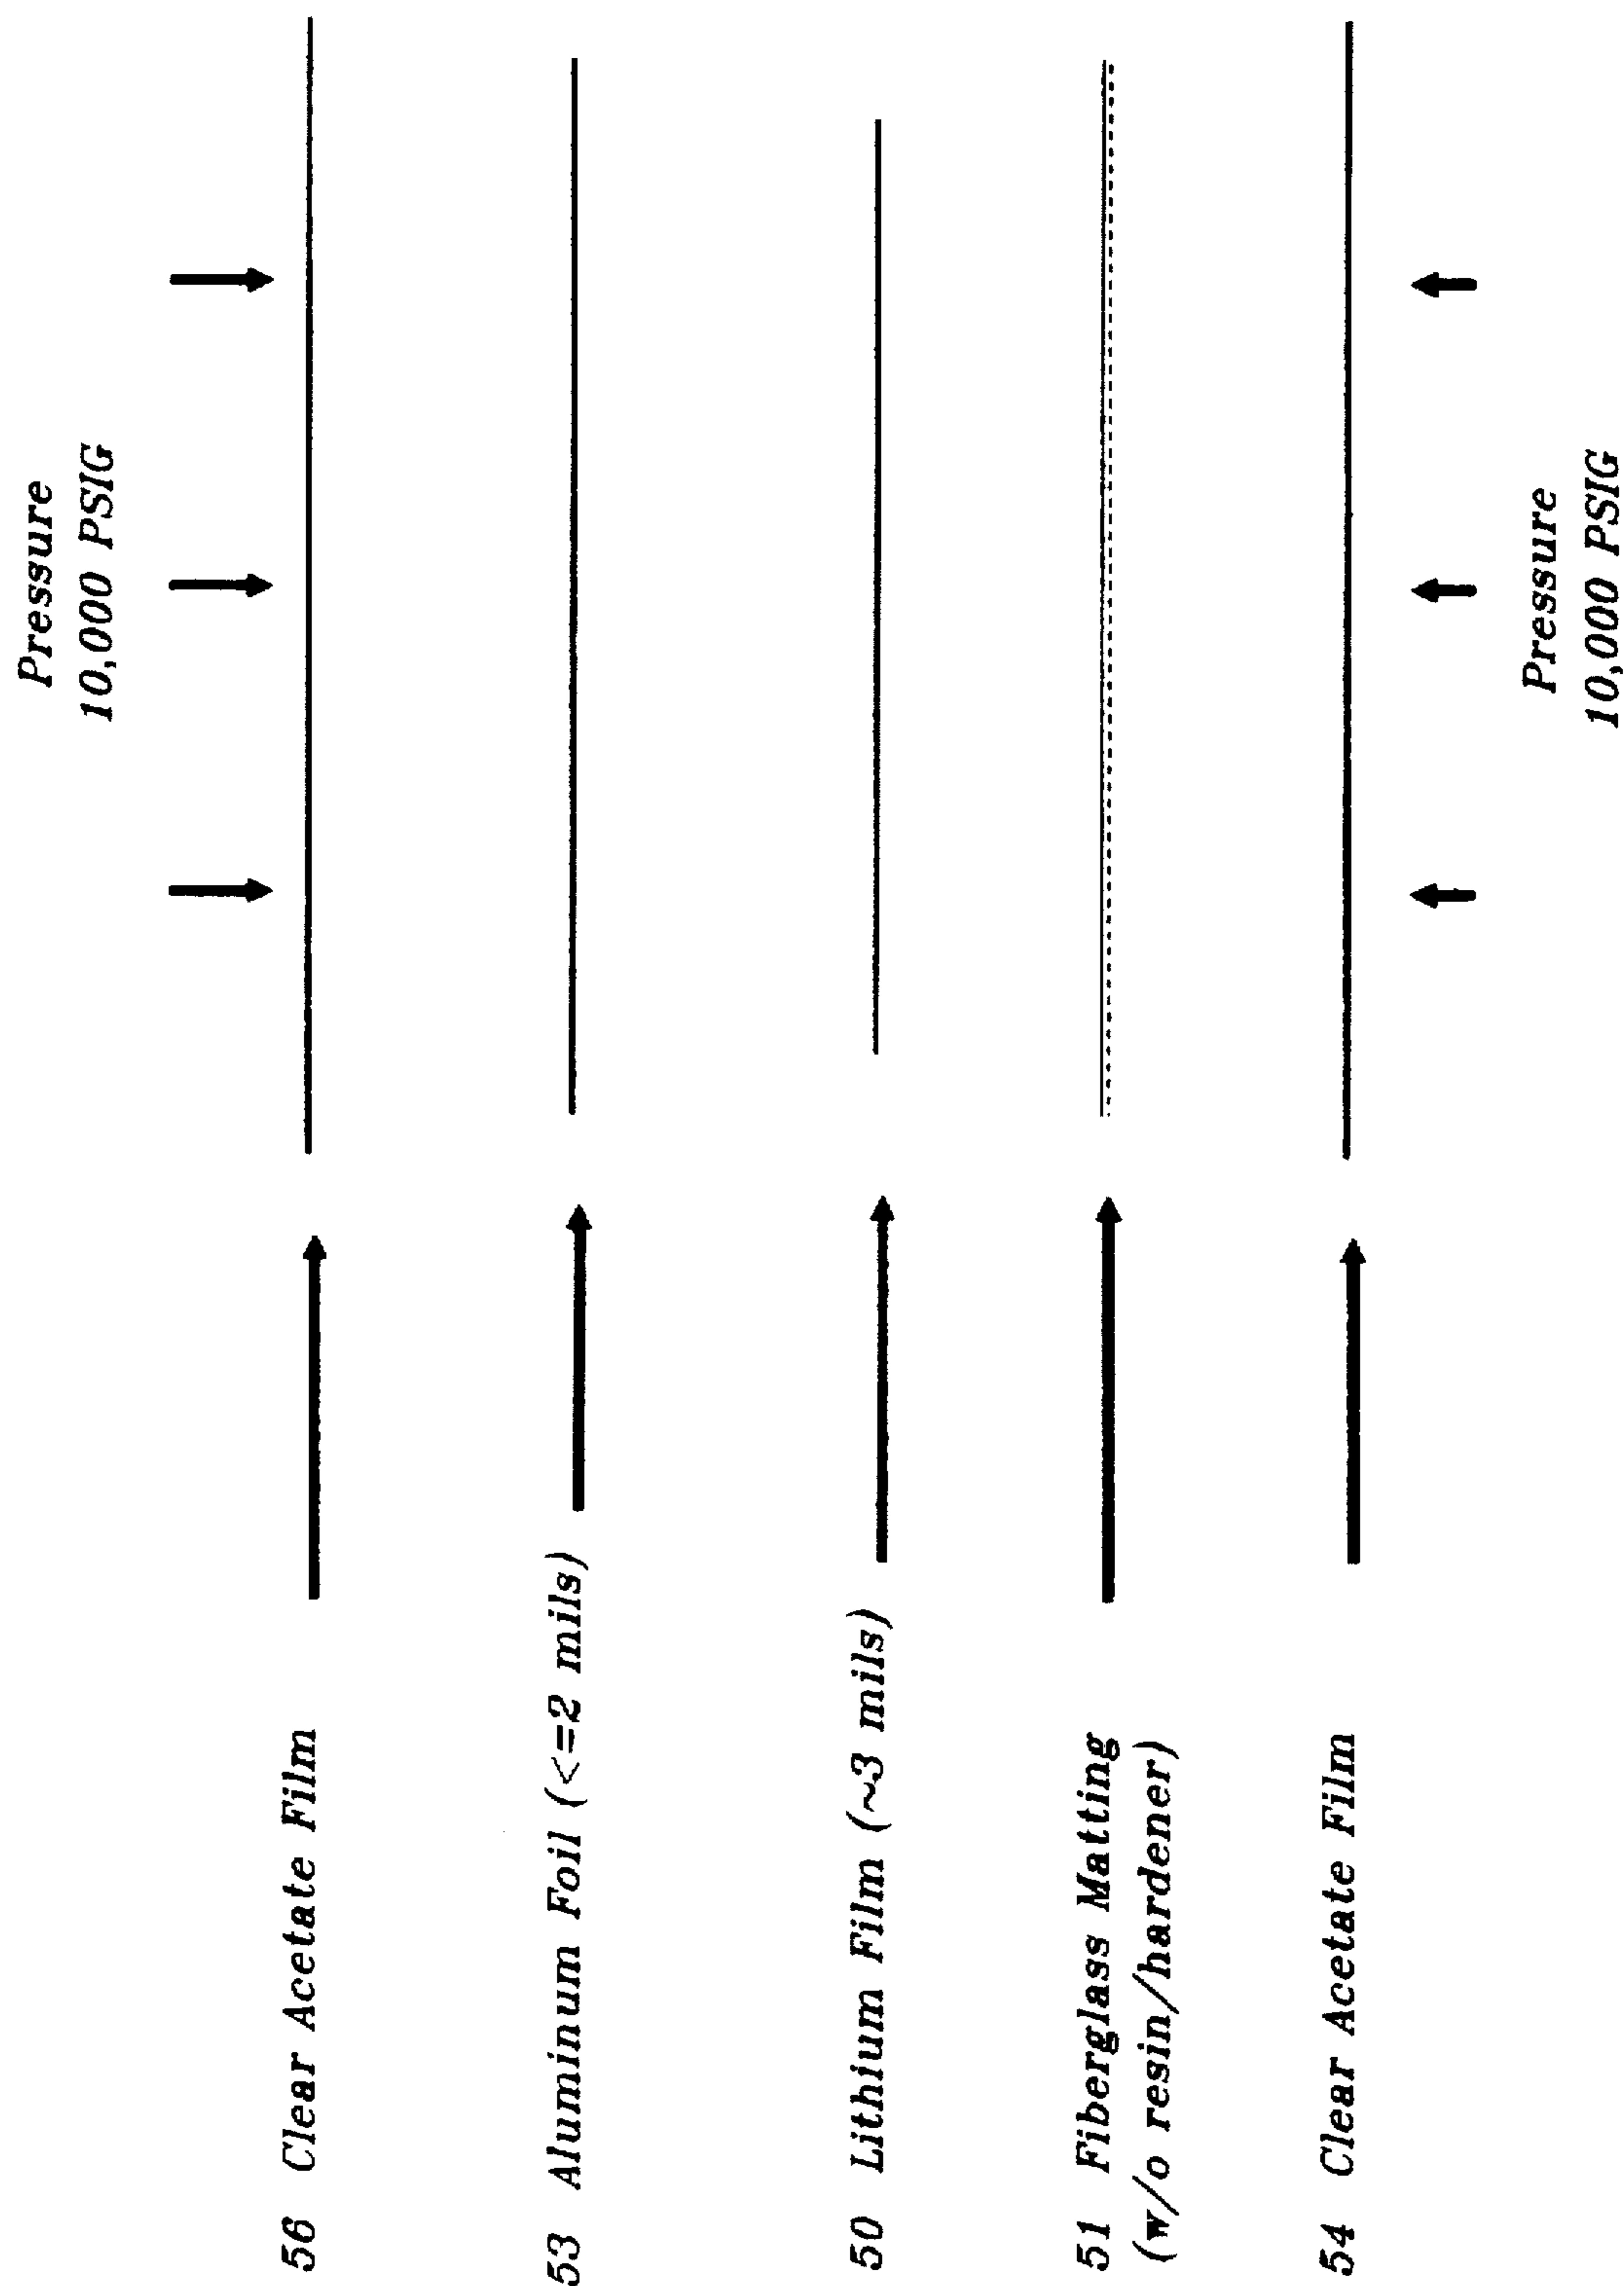 Pressure
10,000 PSIG
56 Clear Acetate Film
53 Aluminum Foil (<=2 mils)
50 Lithium Film (~3 mils)
51 Fiberglass Matting
(w/o resin/hardener)
54 Clear Acetate Film
Pressure
10,000 PSIG